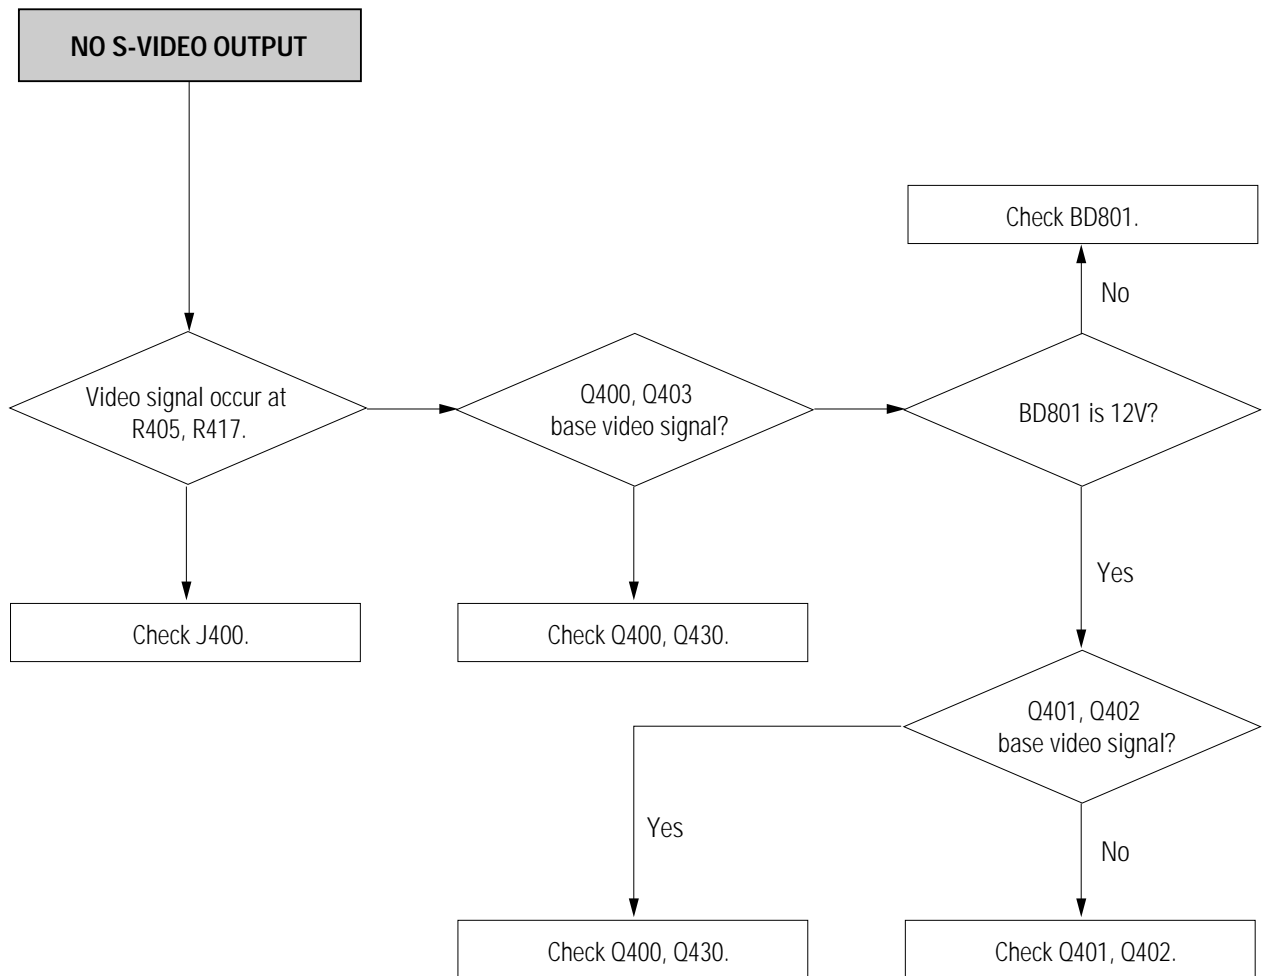 NO S-VIDEO OUTPUT
Check BD801.
No
Video signal occur at
R405, R417.
Q400, Q403
base video signal?
BD801 is 12V?
Yes
Check J400.
Check Q400, Q430.
Q401, Q402
base video signal?
Yes
No
Check Q400, Q430.
Check Q401, Q402.